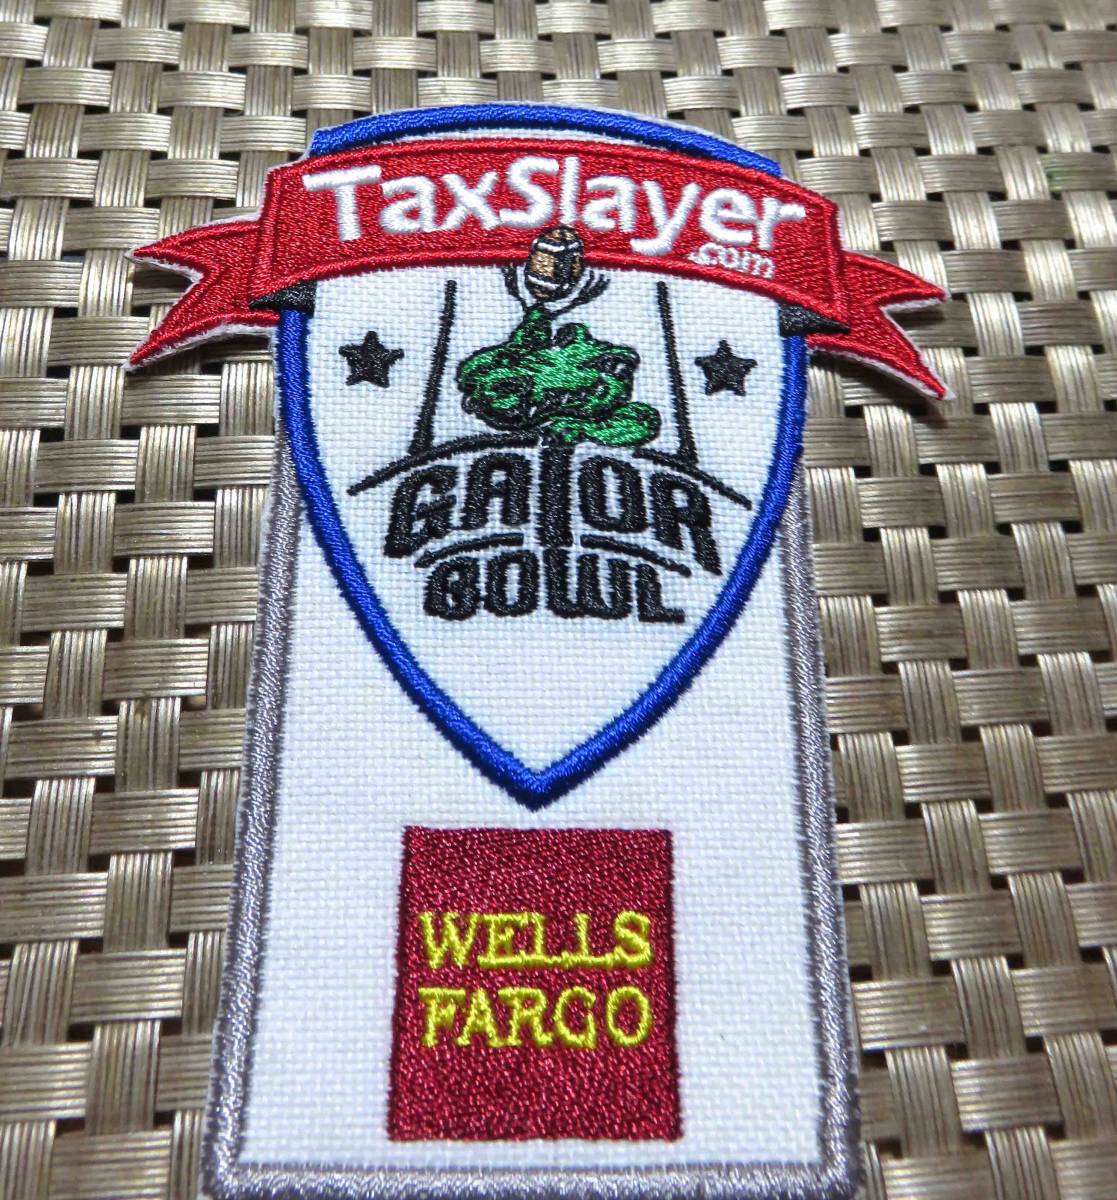 TaxSlayer
.com
GATOR
BOWL
WELLS
FARGO